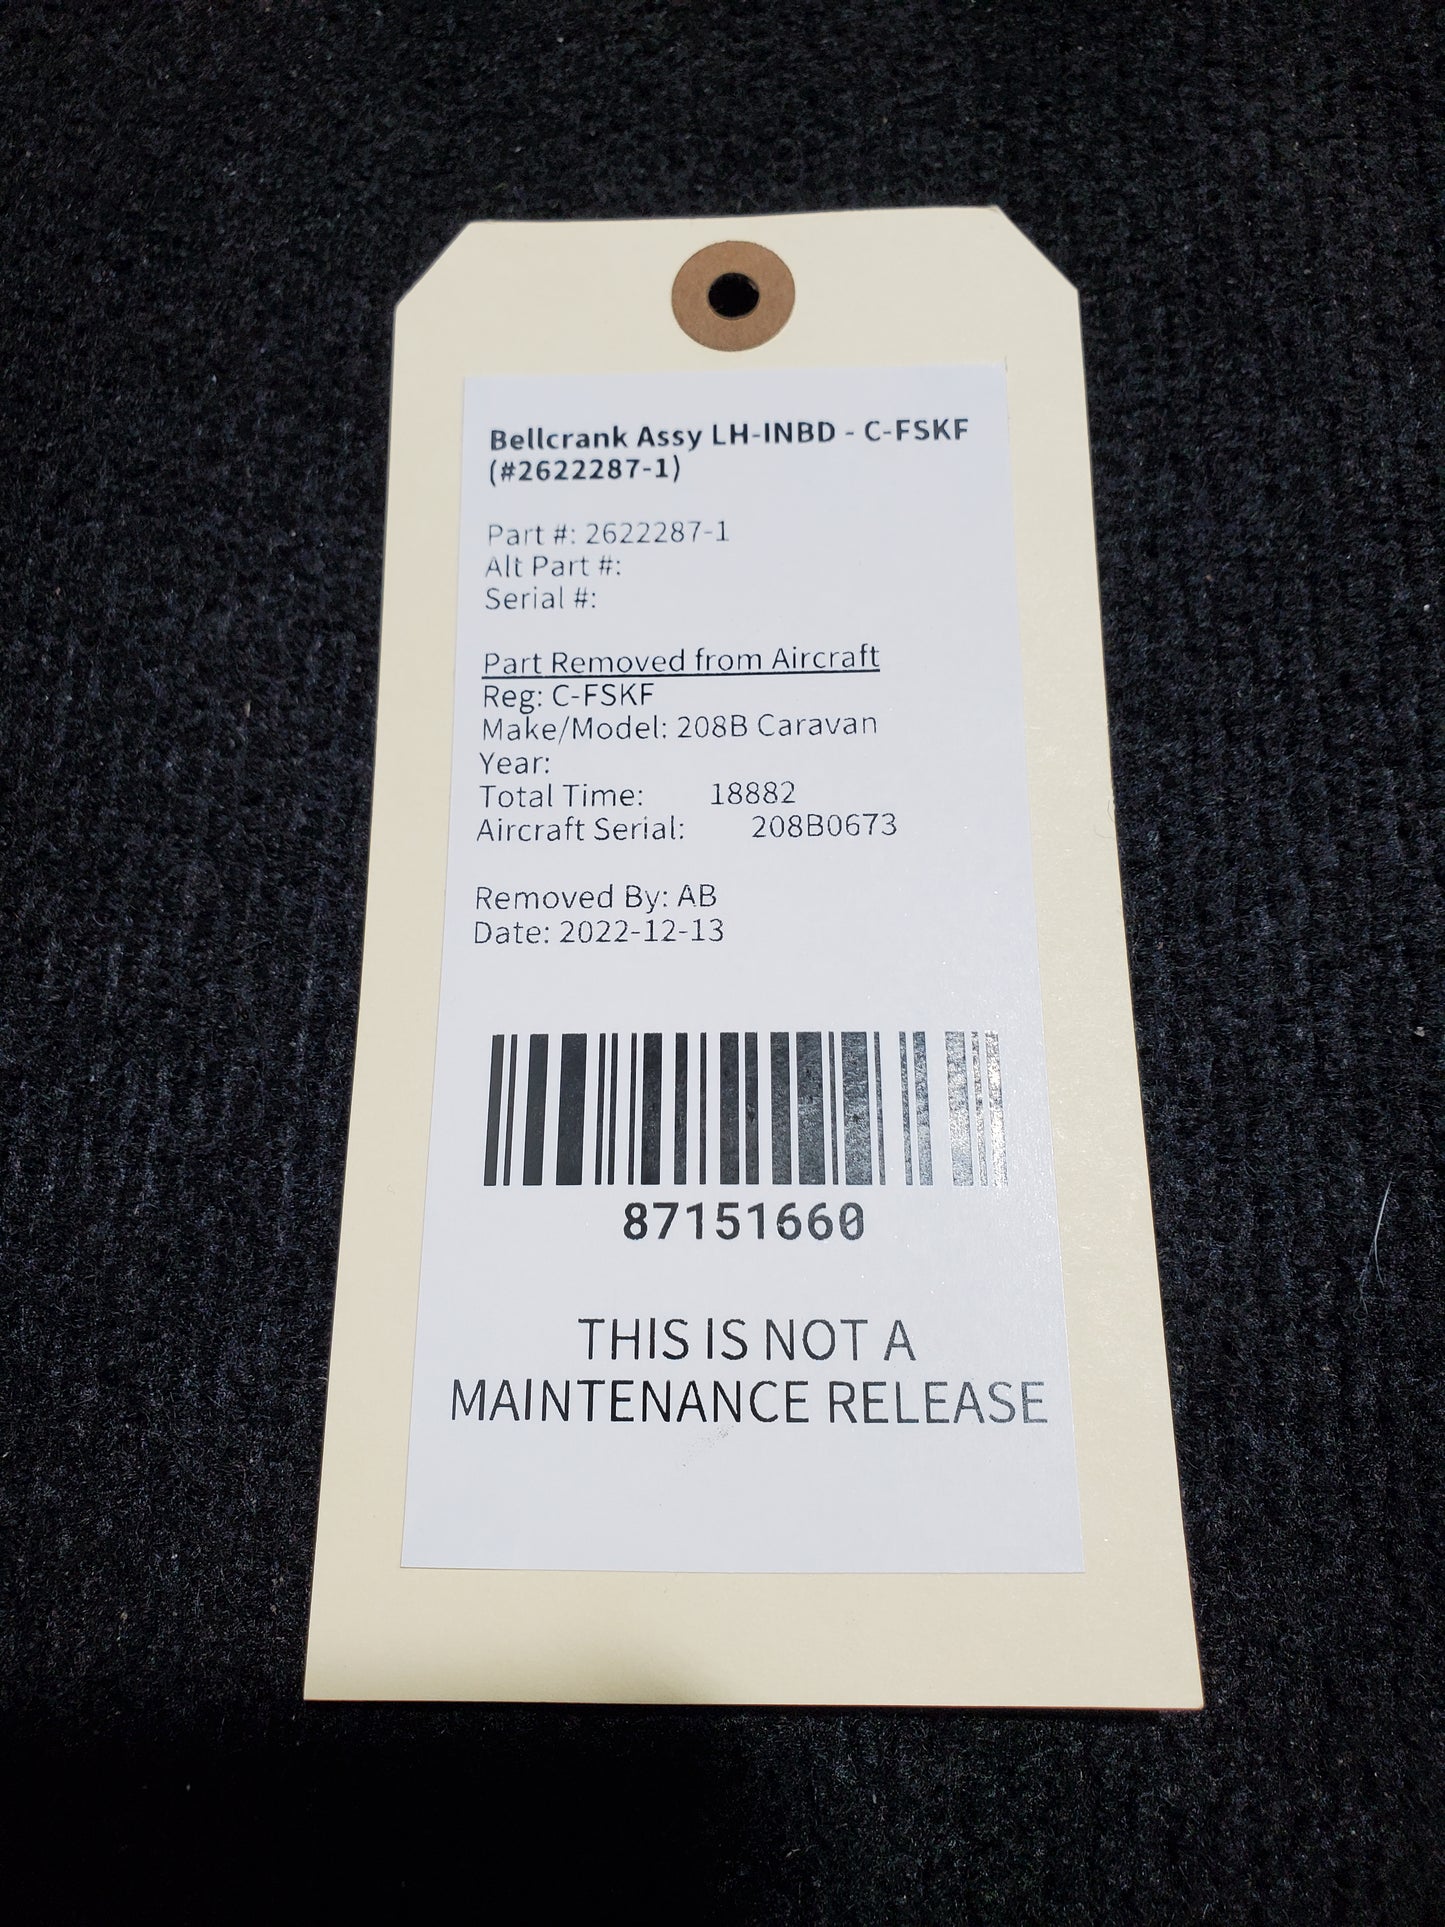 Bellcrank Assy LH-INBD - C-FSKF
(#2622287-1)
Part #: 2622287-1
Alt Part #:
Serial #:
Part Removed from Aircraft
Reg: C-FSKF
Make/Model: 208B Caravan
Year:
Total Time: 18882
Aircraft Serial: 208B0673
Removed By: AB
Date: 2022-12-13
87151660
THIS IS NOT A
MAINTENANCE RELEASE